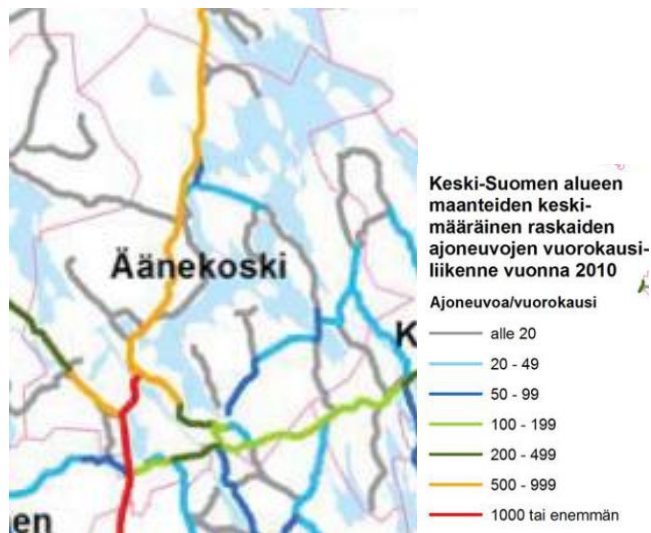 Äänekoski
K
en
Keski-Suomen alueen
maanteiden keski-
määräinen raskaiden
ajoneuvojen vuorokausi-
liikenne vuonna 2010
Ajoneuvoa/vuorokausi
alle 20
20 - 49
50 - 99
100 - 199
200 - 499
500 - 999
1000 tai enemmän